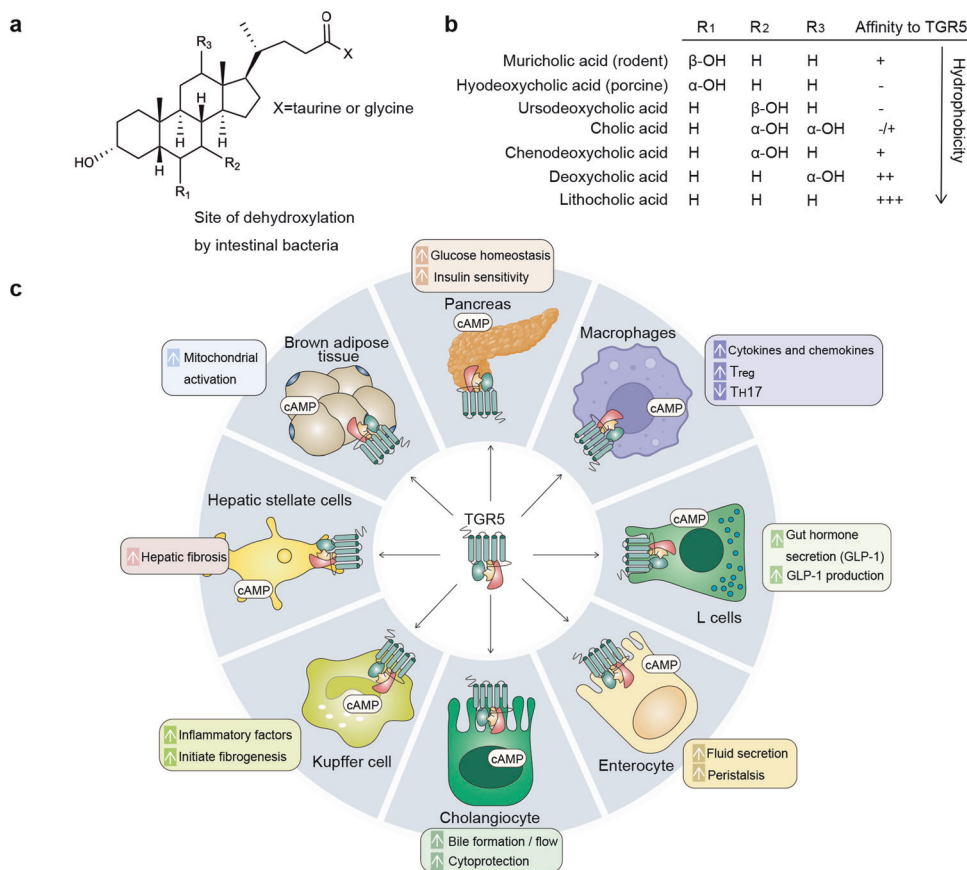 a
R3
O
X
X=taurine or glycine
H
H
H
HO
H
R2
R1
Site of dehydroxylation
by intestinal bacteria
b
R1 R2 R3 Affinity to TGR5
Muricholic acid (rodent) β-OH H H +
Hyodeoxycholic acid (porcine) α-OH H H -
Ursodeoxycholic acid H β-OH H -
Cholic acid H α-OH α-OH -/+
Chenodeoxycholic acid H α-OH H +
Deoxycholic acid H H α-OH ++
Lithocholic acid H H H +++
Hydrophobicity
c
Glucose homeostasis
Insulin sensitivity
Pancreas
cAMP
Macrophages
cAMP
Cytokines and chemokines
Treg
TH17
Brown adipose
tissue
cAMP
Mitochondrial
activation
Hepatic stellate cells
cAMP
Hepatic fibrosis
TGR5
cAMP
L cells
Gut hormone
secretion (GLP-1)
GLP-1 production
cAMP
Kupffer cell
Inflammatory factors
Initiate fibrogenesis
cAMP
Cholangiocyte
Bile formation / flow
Cytoprotection
cAMP
Enterocyte
Fluid secretion
Peristalsis